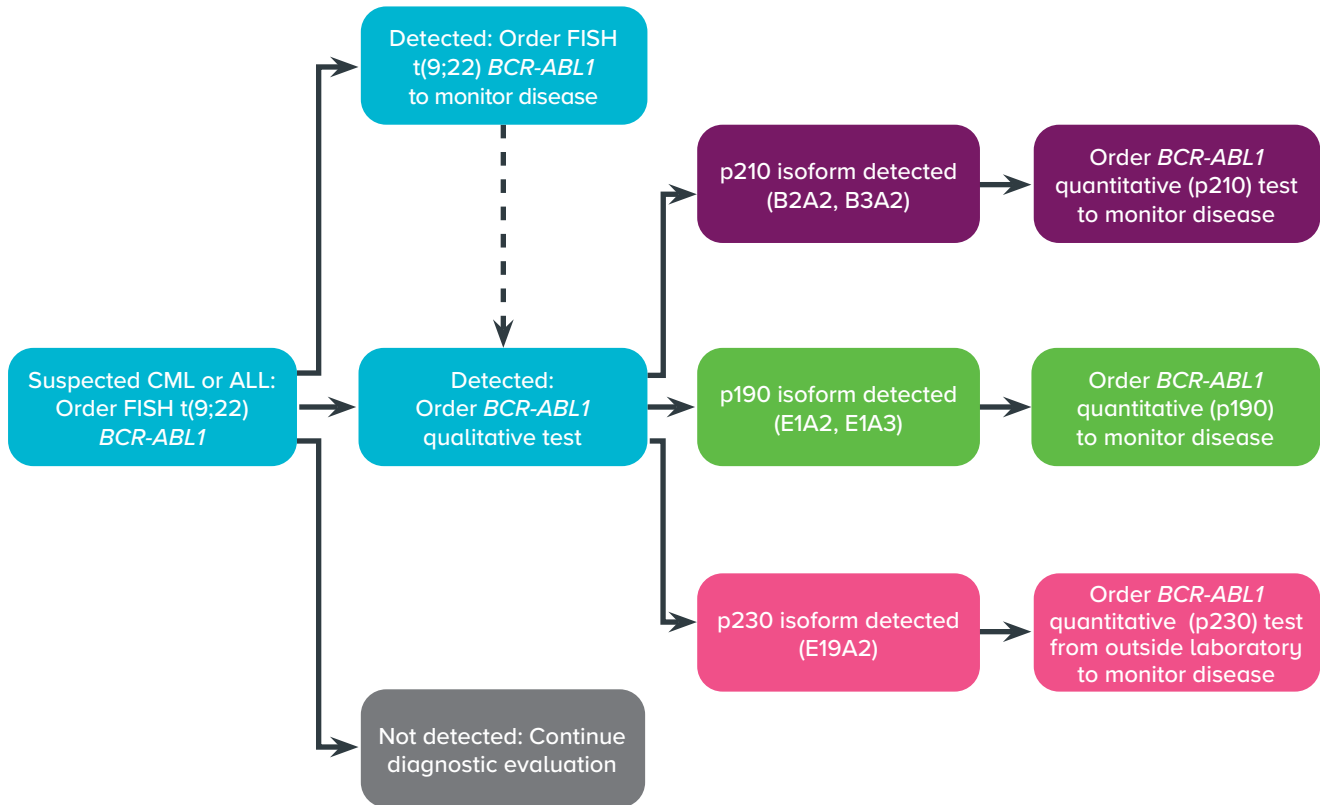 Detected: Order FISH
t(9;22) BCR-ABL1
to monitor disease
p210 isoform detected
(B2A2, B3A2)
Order BCR-ABL1
quantitative (p210) test
to monitor disease
Suspected CML or ALL:
Order FISH t(9;22)
BCR-ABL1
Detected:
Order BCR-ABL1
qualitative test
p190 isoform detected
(E1A2, E1A3)
Order BCR-ABL1
quantitative (p190)
to monitor disease
p230 isoform detected
(E19A2)
Order BCR-ABL1
quantitative (p230) test
from outside laboratory
to monitor disease
Not detected: Continue
diagnostic evaluation